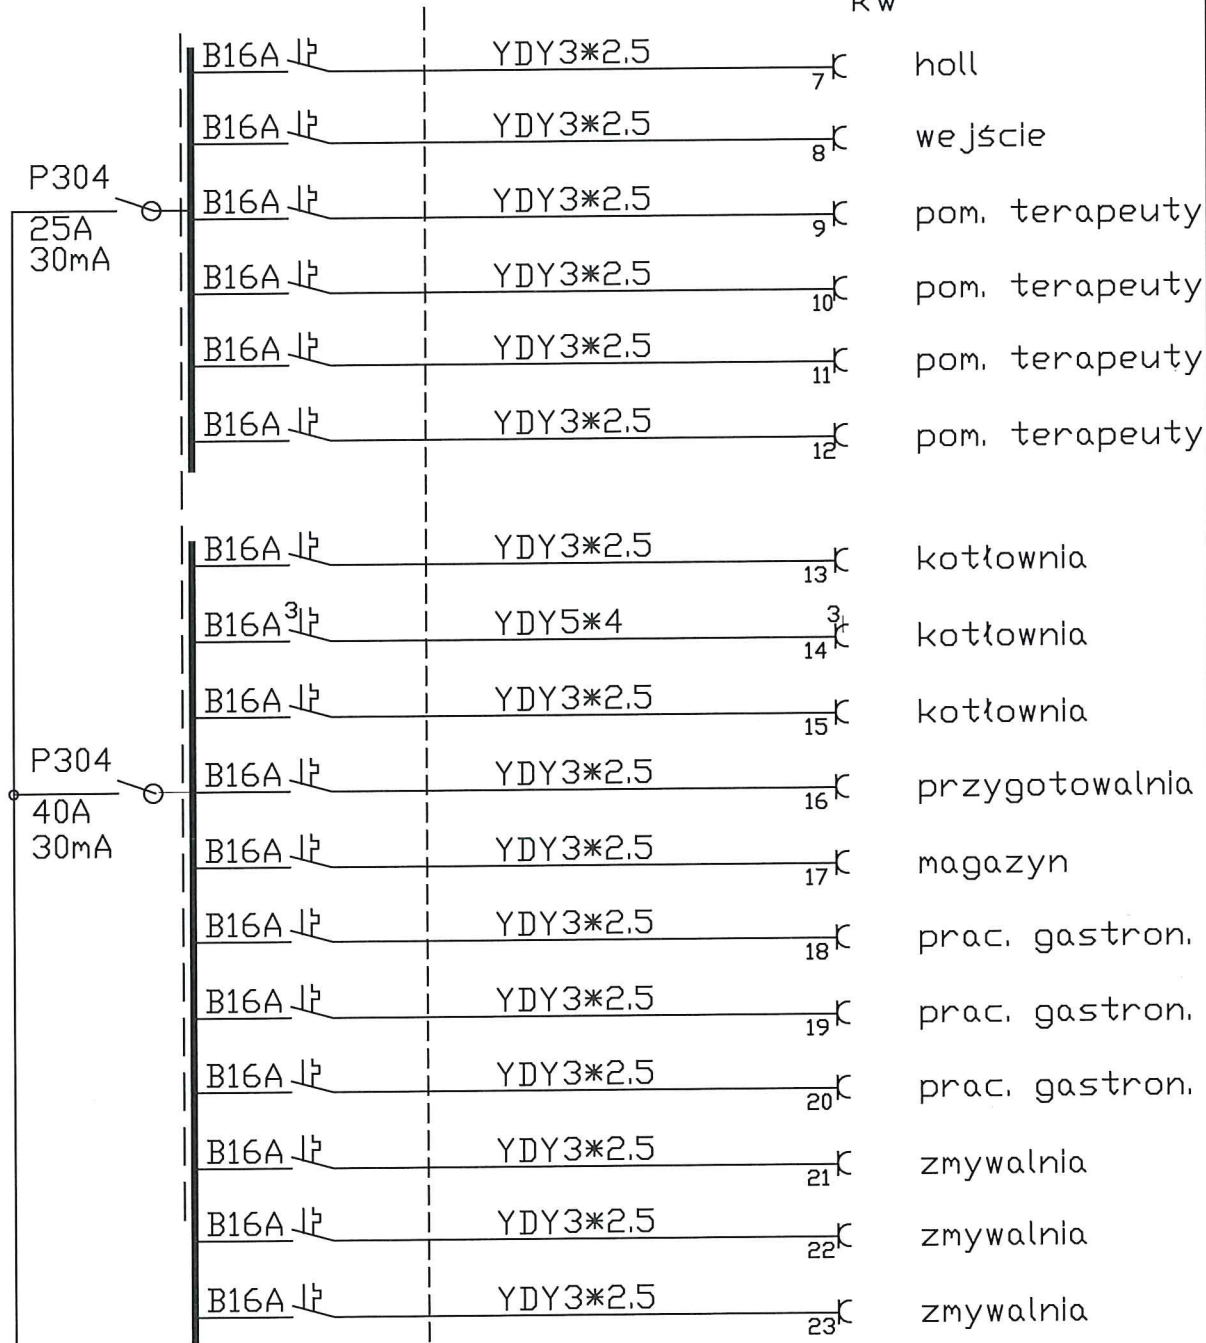 kW
B16A YDY3*2.5 7 holl
B16A YDY3*2.5 8 wejście
P304
25A
30mA
B16A YDY3*2.5 9 pom. terapeuty
B16A YDY3*2.5 10 pom. terapeuty
B16A YDY3*2.5 11 pom. terapeuty
B16A YDY3*2.5 12 pom. terapeuty
B16A YDY3*2.5 13 kotłownia
B16A 3 YDY5*4 3 14 kotłownia
B16A YDY3*2.5 15 kotłownia
P304
40A
30mA
B16A YDY3*2.5 16 przygotowalnia
B16A YDY3*2.5 17 magazyn
B16A YDY3*2.5 18 prac. gastron.
B16A YDY3*2.5 19 prac. gastron.
B16A YDY3*2.5 20 prac. gastron.
B16A YDY3*2.5 21 zmywalnia
B16A YDY3*2.5 22 zmywalnia
B16A YDY3*2.5 23 zmywalnia